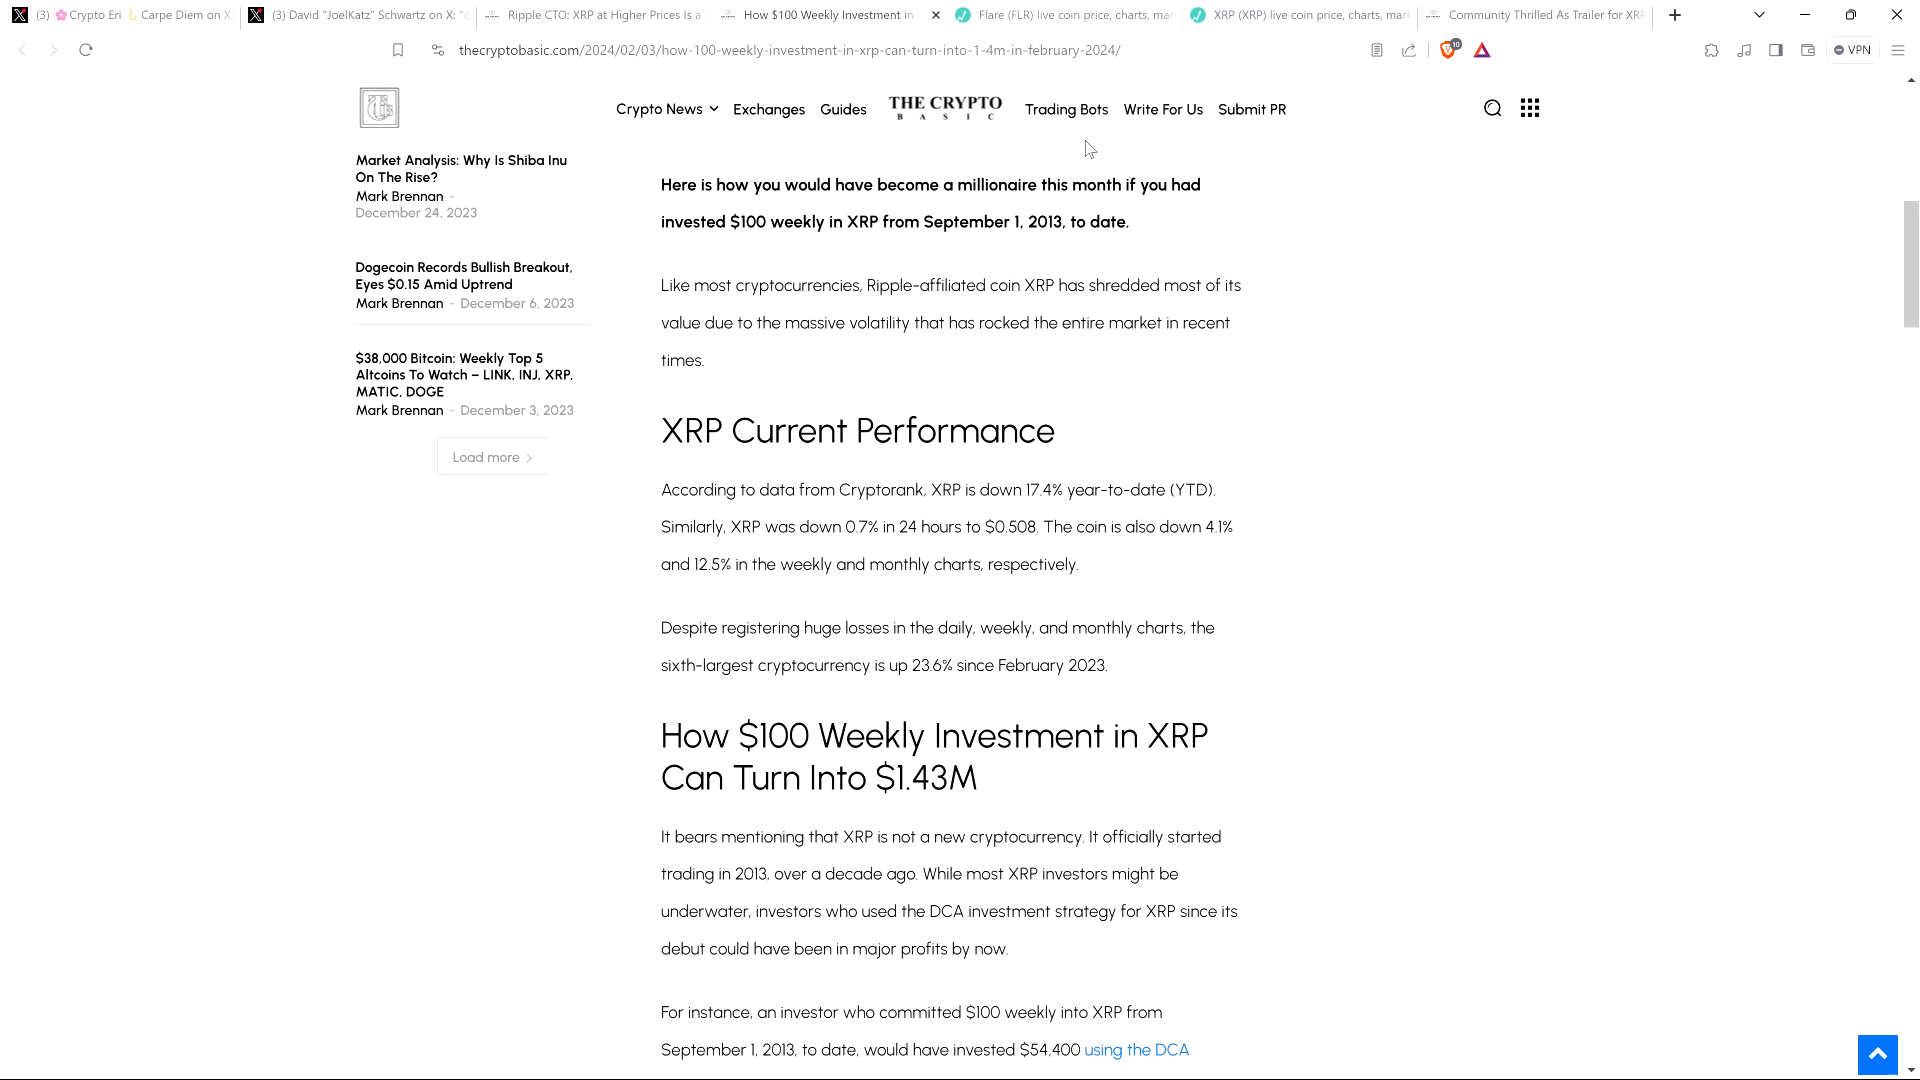 (3) 🌸Crypto Eri Carpe Diem on X
(3) David "JoelKatz" Schwartz on X: "
Ripple CTO: XRP at Higher Prices Is a
How $100 Weekly Investment in
Flare (FLR) live coin price, charts, mar
XRP (XRP) live coin price, charts, mark
Community Thrilled As Trailer for XRP
thecryptobasic.com/2024/02/03/how-100-weekly-investment-in-xrp-can-turn-into-1-4m-in-february-2024/
10
VPN
Crypto News
Exchanges
Guides
THE CRYPTO
BASIC
Trading Bots
Write For Us
Submit PR
Market Analysis: Why Is Shiba Inu
On The Rise?
Mark Brennan -
December 24, 2023
Dogecoin Records Bullish Breakout,
Eyes $0.15 Amid Uptrend
Mark Brennan - December 6, 2023
$38,000 Bitcoin: Weekly Top 5
Altcoins To Watch – LINK, INJ, XRP,
MATIC, DOGE
Mark Brennan - December 3, 2023
Load more
Here is how you would have become a millionaire this month if you had
invested $100 weekly in XRP from September 1, 2013, to date.
Like most cryptocurrencies, Ripple-affiliated coin XRP has shredded most of its
value due to the massive volatility that has rocked the entire market in recent
times.
XRP Current Performance
According to data from Cryptorank, XRP is down 17.4% year-to-date (YTD).
Similarly, XRP was down 0.7% in 24 hours to $0.508. The coin is also down 4.1%
and 12.5% in the weekly and monthly charts, respectively.
Despite registering huge losses in the daily, weekly, and monthly charts, the
sixth-largest cryptocurrency is up 23.6% since February 2023.
How $100 Weekly Investment in XRP
Can Turn Into $1.43M
It bears mentioning that XRP is not a new cryptocurrency. It officially started
trading in 2013, over a decade ago. While most XRP investors might be
underwater, investors who used the DCA investment strategy for XRP since its
debut could have been in major profits by now.
For instance, an investor who committed $100 weekly into XRP from
September 1, 2013, to date, would have invested $54,400 using the DCA